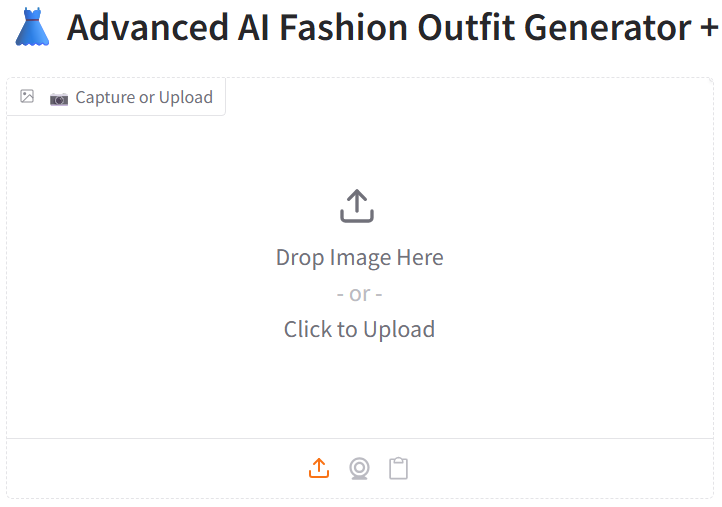 Advanced AI Fashion Outfit Generator +
Capture or Upload
Drop Image Here
- or -
Click to Upload